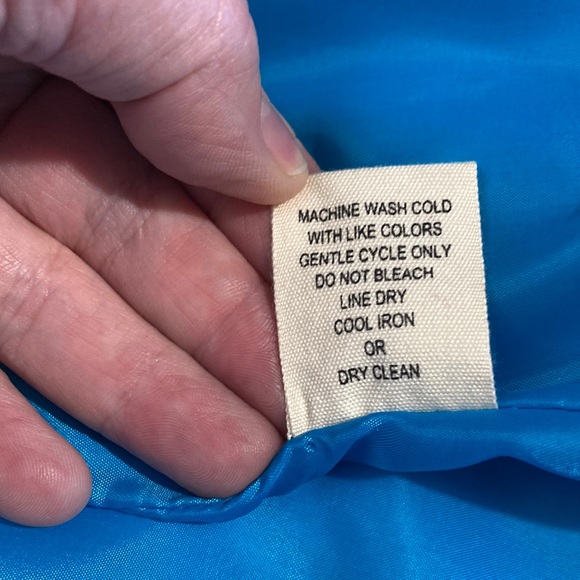 MACHINE WASH COLD
WITH LIKE COLORS
GENTLE CYCLE ONLY
DO NOT BLEACH
LINE DRY
COOL IRON
OR
DRY CLEAN